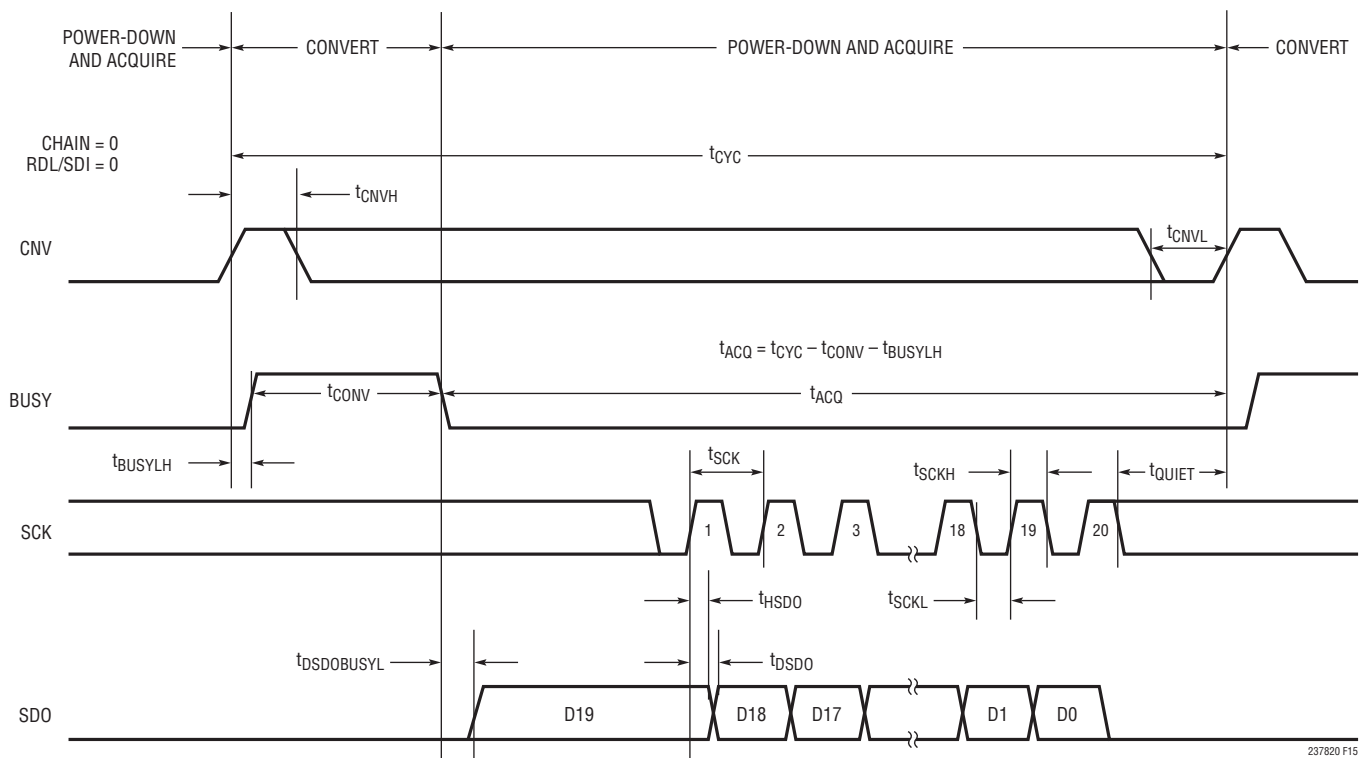 POWER-DOWN
AND ACQUIRE
CONVERT
POWER-DOWN AND ACQUIRE
CONVERT
CHAIN = 0
RDL/SDI = 0
tCYC
tCNVH
CNV
tCNVL
tACQ = tCYC – tCONV – tBUSYLH
BUSY
tCONV
tACQ
tBUSYLH
tSCK
tSCKH
tQUIET
SCK
1
2
3
18
19
20
tHSDO
tSCKL
tDSDOBUSYL
tDSDO
SDO
D19
D18
D17
D1
D0
237820 F15